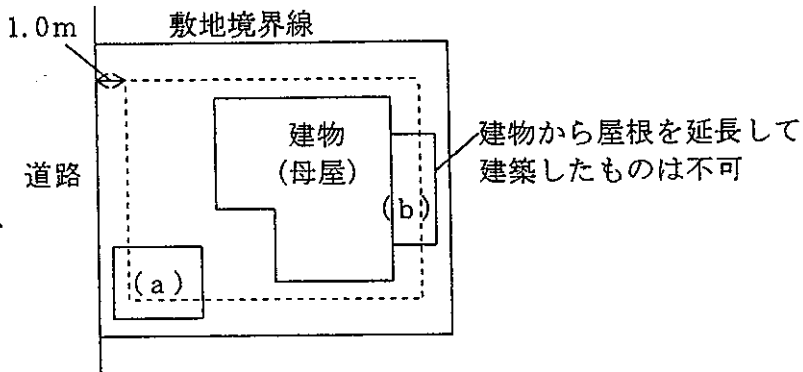 1.0m
敷地境界線
建物
(母屋)
建物から屋根を延長して
建築したものは不可
道路
(b)
(a)